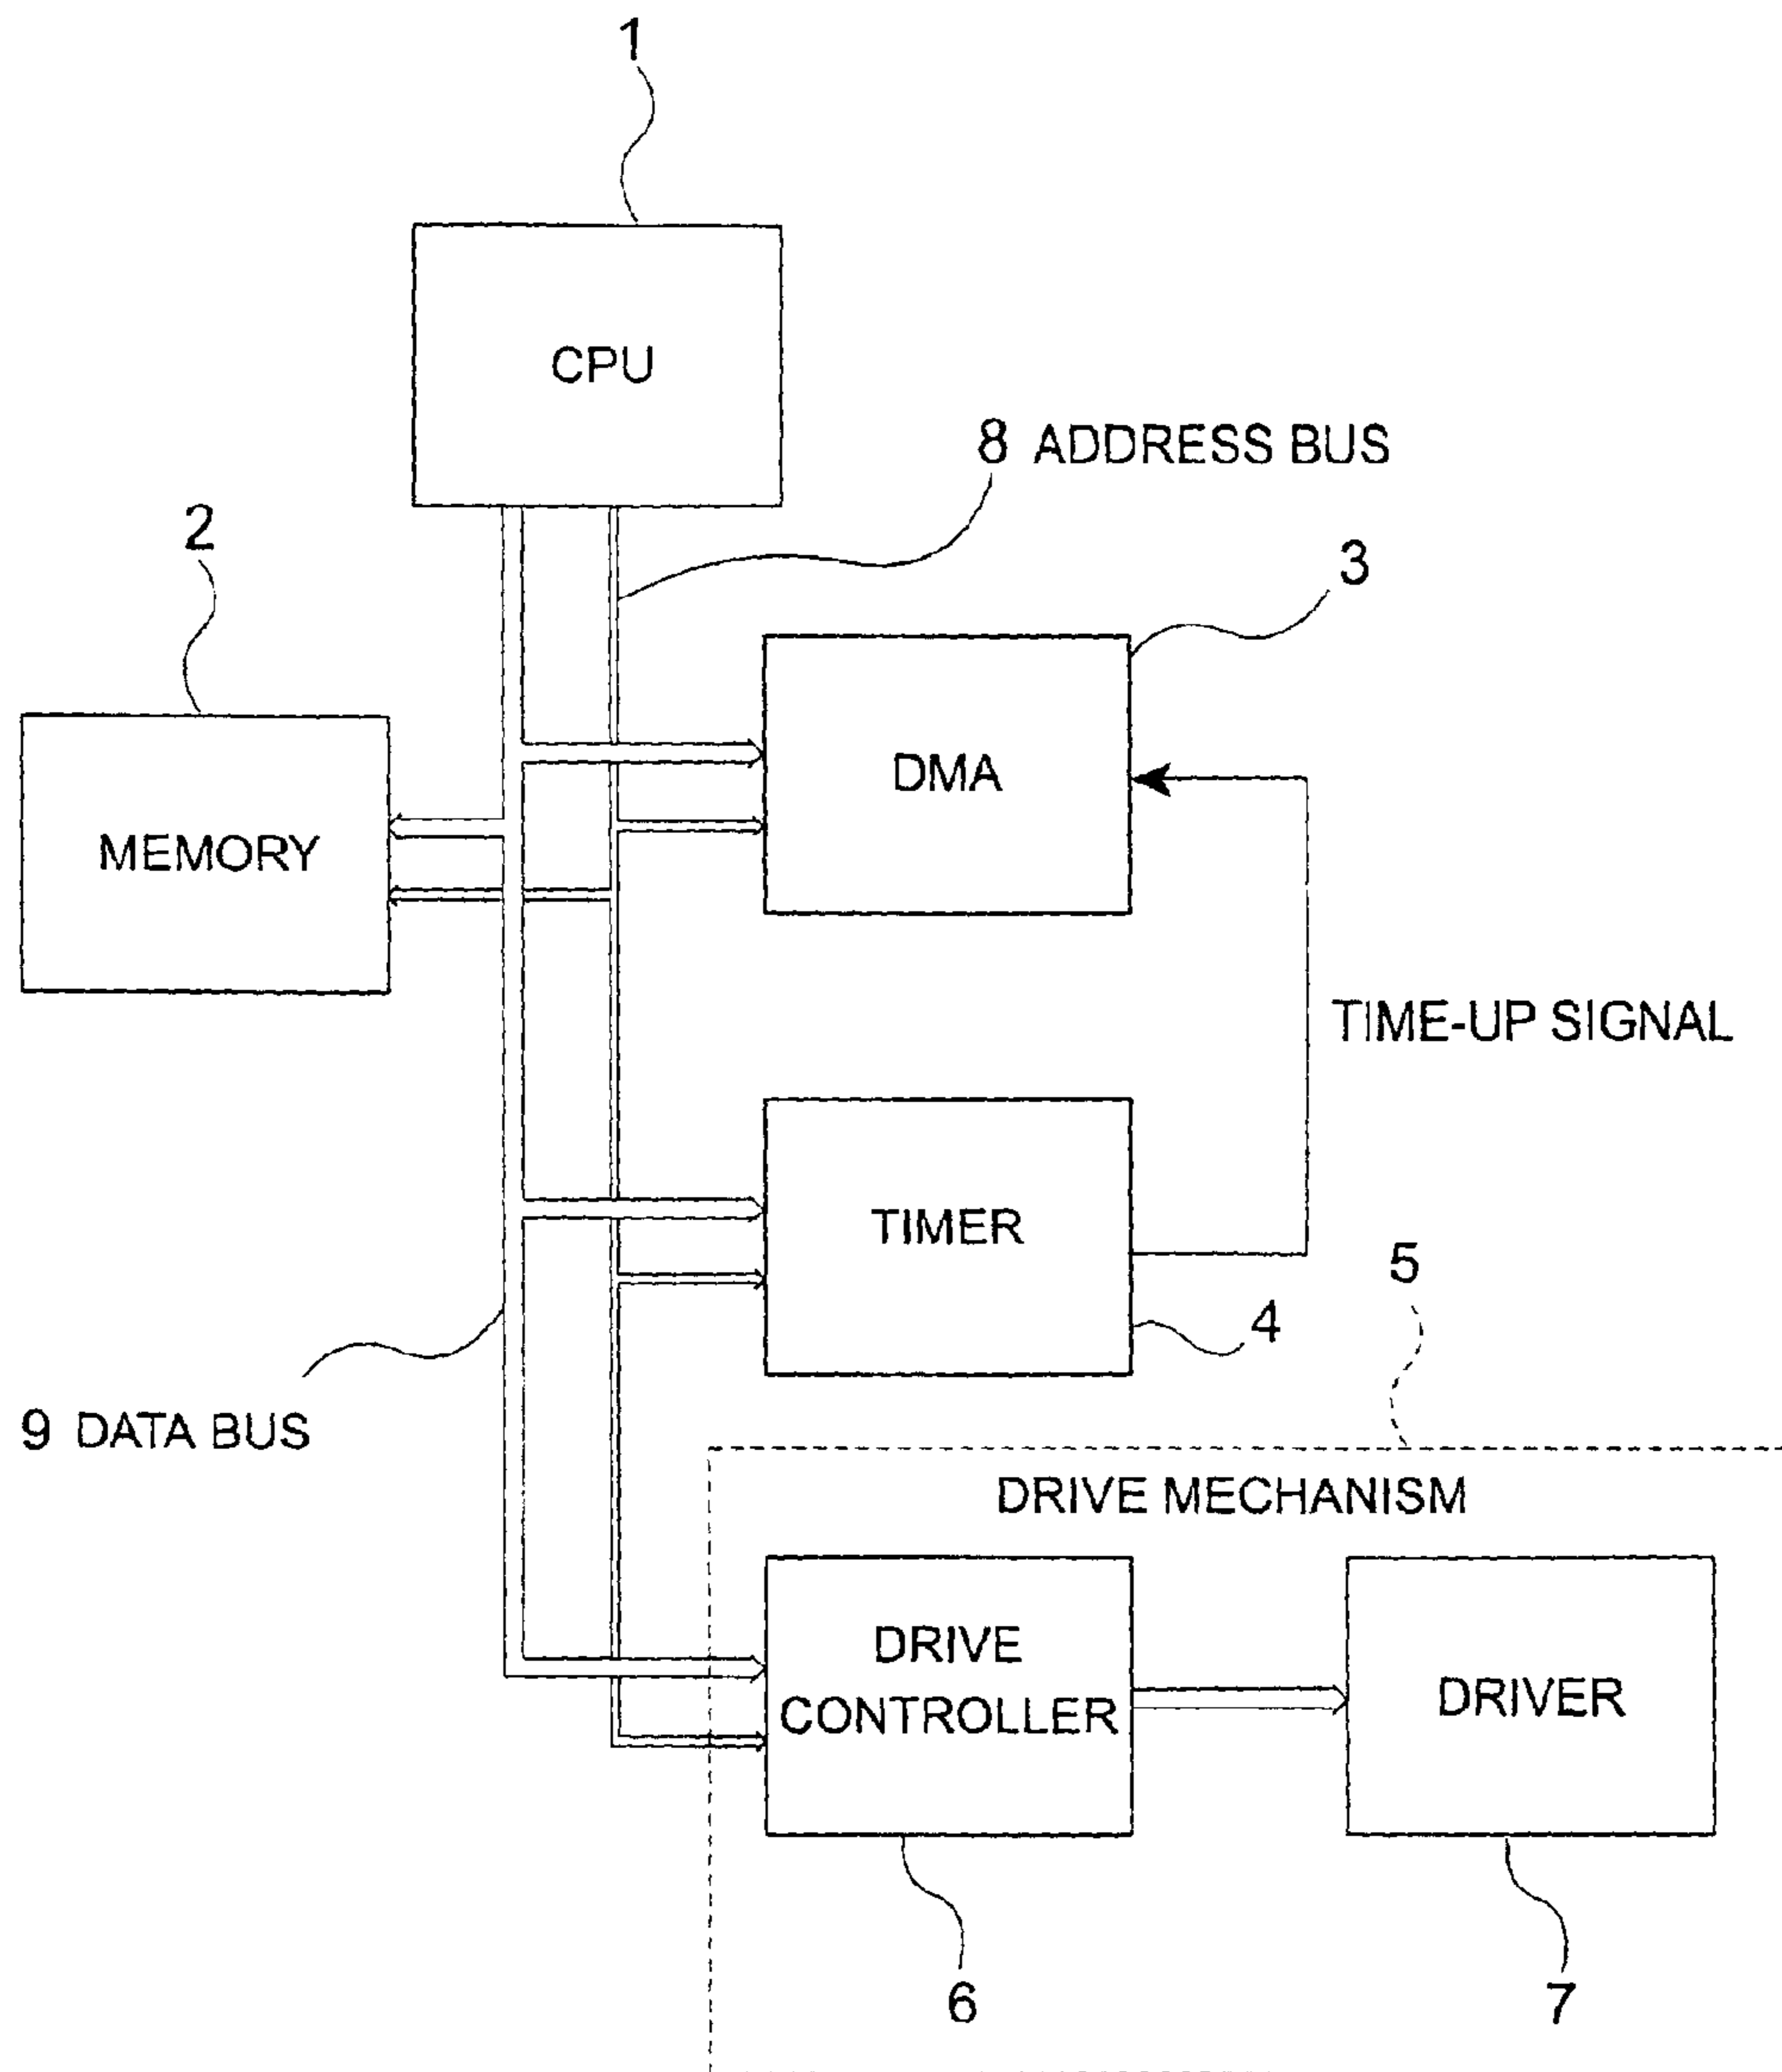 1
CPU
8 ADDRESS BUS
2
3
DMA
MEMORY
TIME-UP SIGNAL
TIMER
5
4
9 DATA BUS
DRIVE MECHANISM
DRIVE
CONTROLLER
DRIVER
6
7